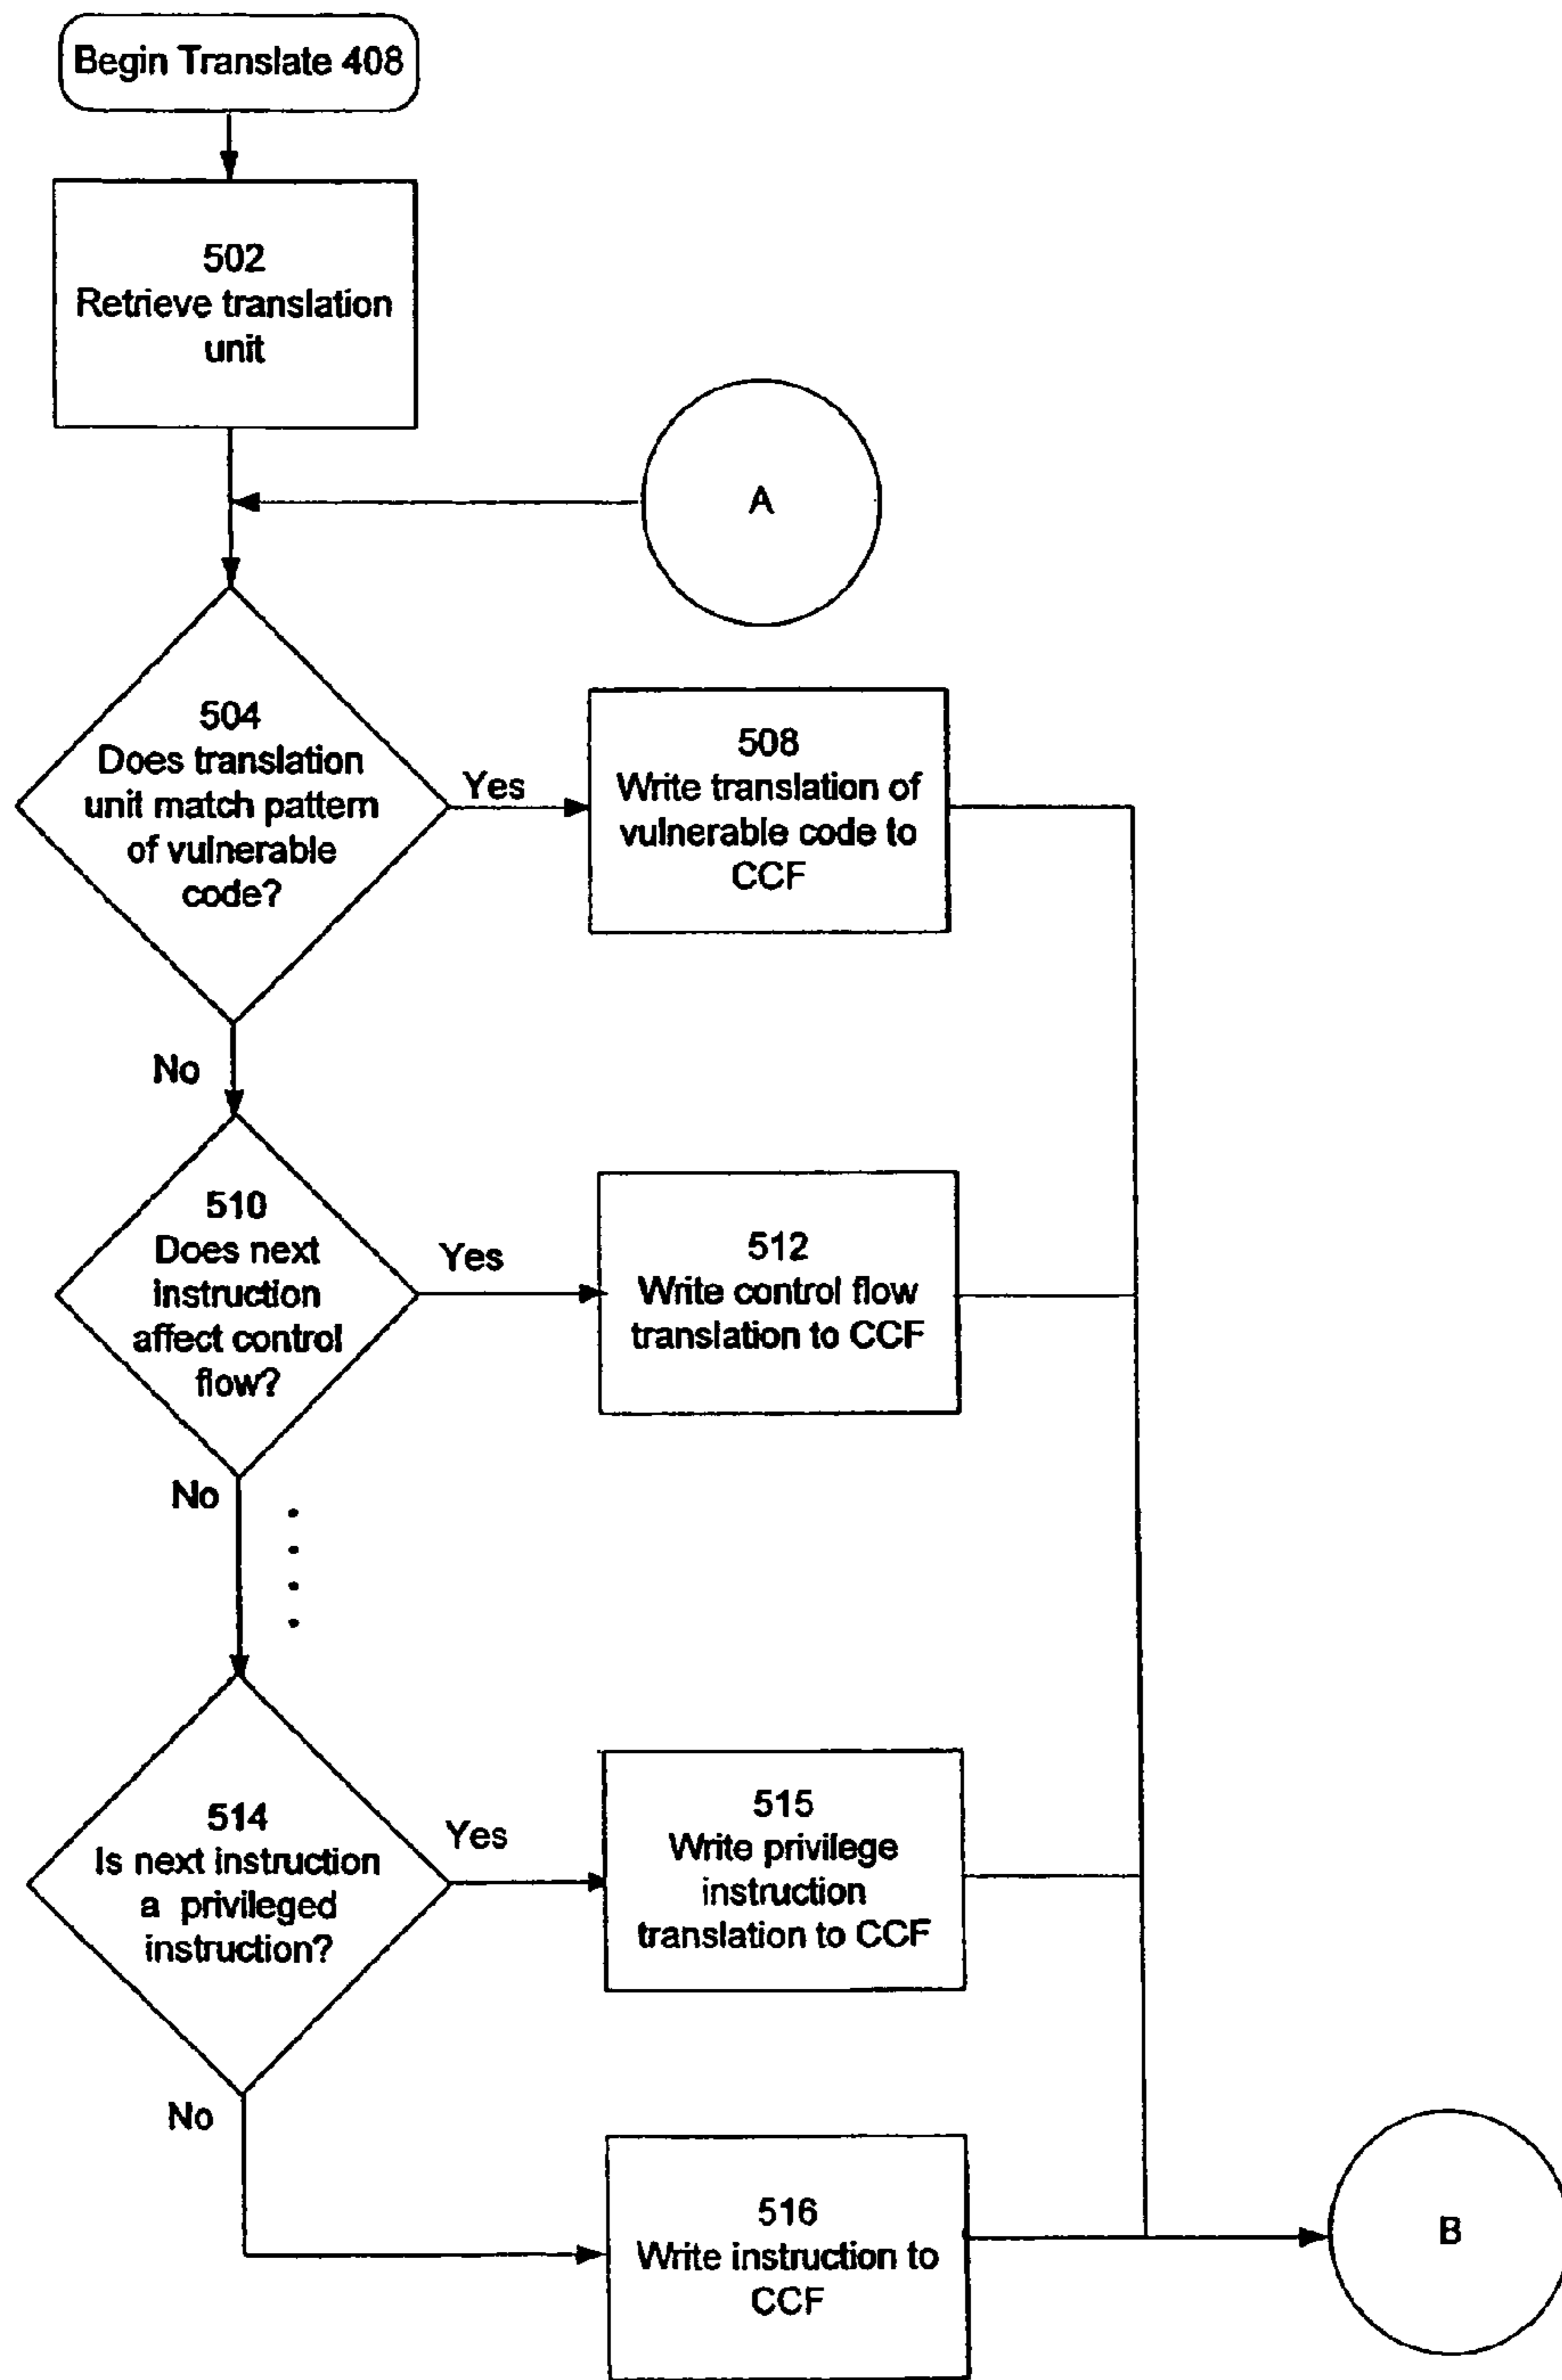 Begin Translate 408
502
Retrieve translation
unit
A
504
Does translation
unit match pattern
of vulnerable
code?
Yes
508
Write translation of
vulnerable code to
CCF
No
510
Does next
instruction
affect control
flow?
Yes
512
Write control flow
translation to CCF
No
514
Is next instruction
a privileged
instruction?
Yes
515
Write privilege
instruction
translation to CCF
No
516
Write instruction to
CCF
B